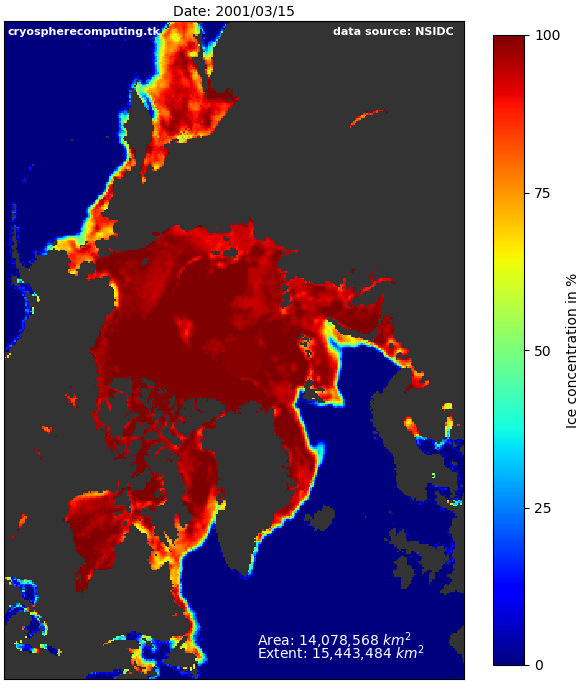 Date: 2001/03/15
cryospherecomputing.tk
data source: NSIDC
100
75
50
25
0
Ice concentration in %
Area: 14,078,568 km²
Extent: 15,443,484 km²